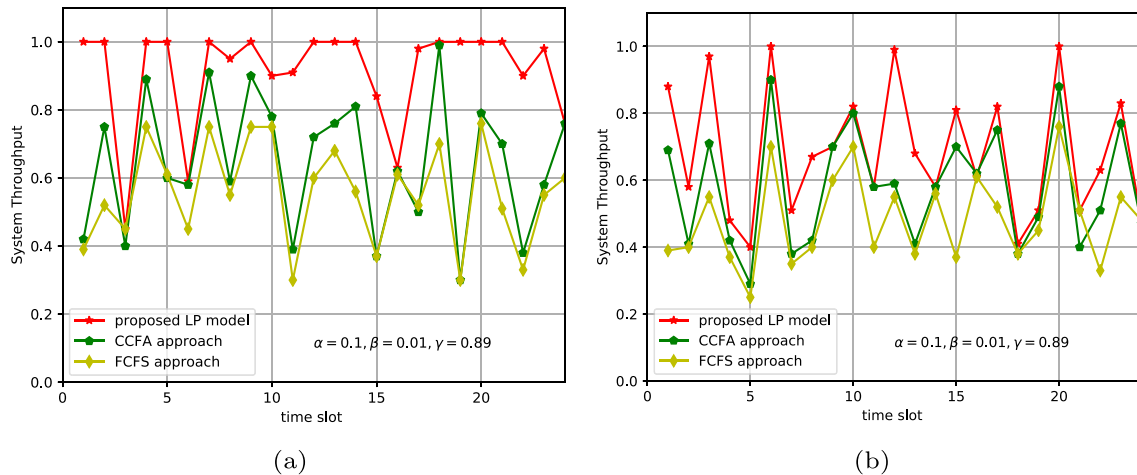 System Throughput
1.0
0.8
0.6
0.4
0.2
0.0
proposed LP model
CCFA approach
FCFS approach
α = 0.1, β = 0.01, γ = 0.89
0 5 10 15 20
time slot
(a)
System Throughput
1.0
0.8
0.6
0.4
0.2
0.0
proposed LP model
CCFA approach
FCFS approach
α = 0.1, β = 0.01, γ = 0.89
0 5 10 15 20
time slot
(b)